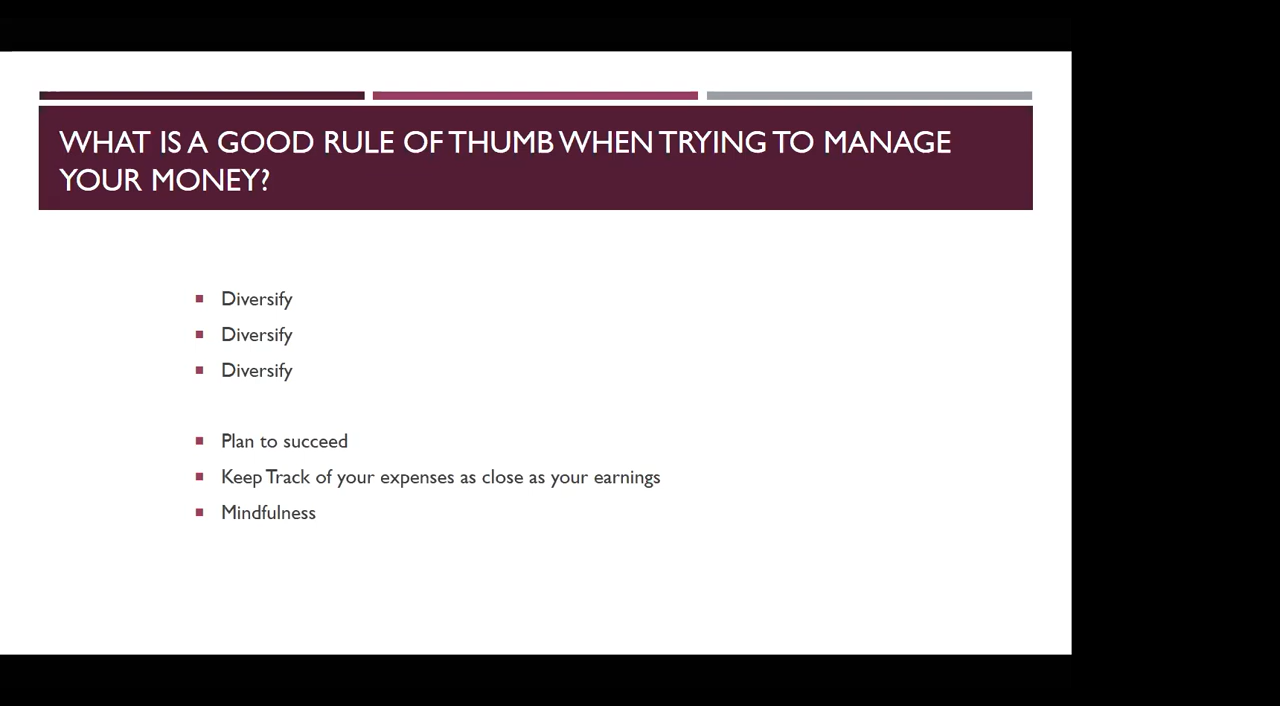 WHAT IS A GOOD RULE OF THUMB WHEN TRYING TO MANAGE
YOUR MONEY?
Diversify
Diversify
Diversify
Plan to succeed
Keep Track of your expenses as close as your earnings
Mindfulness